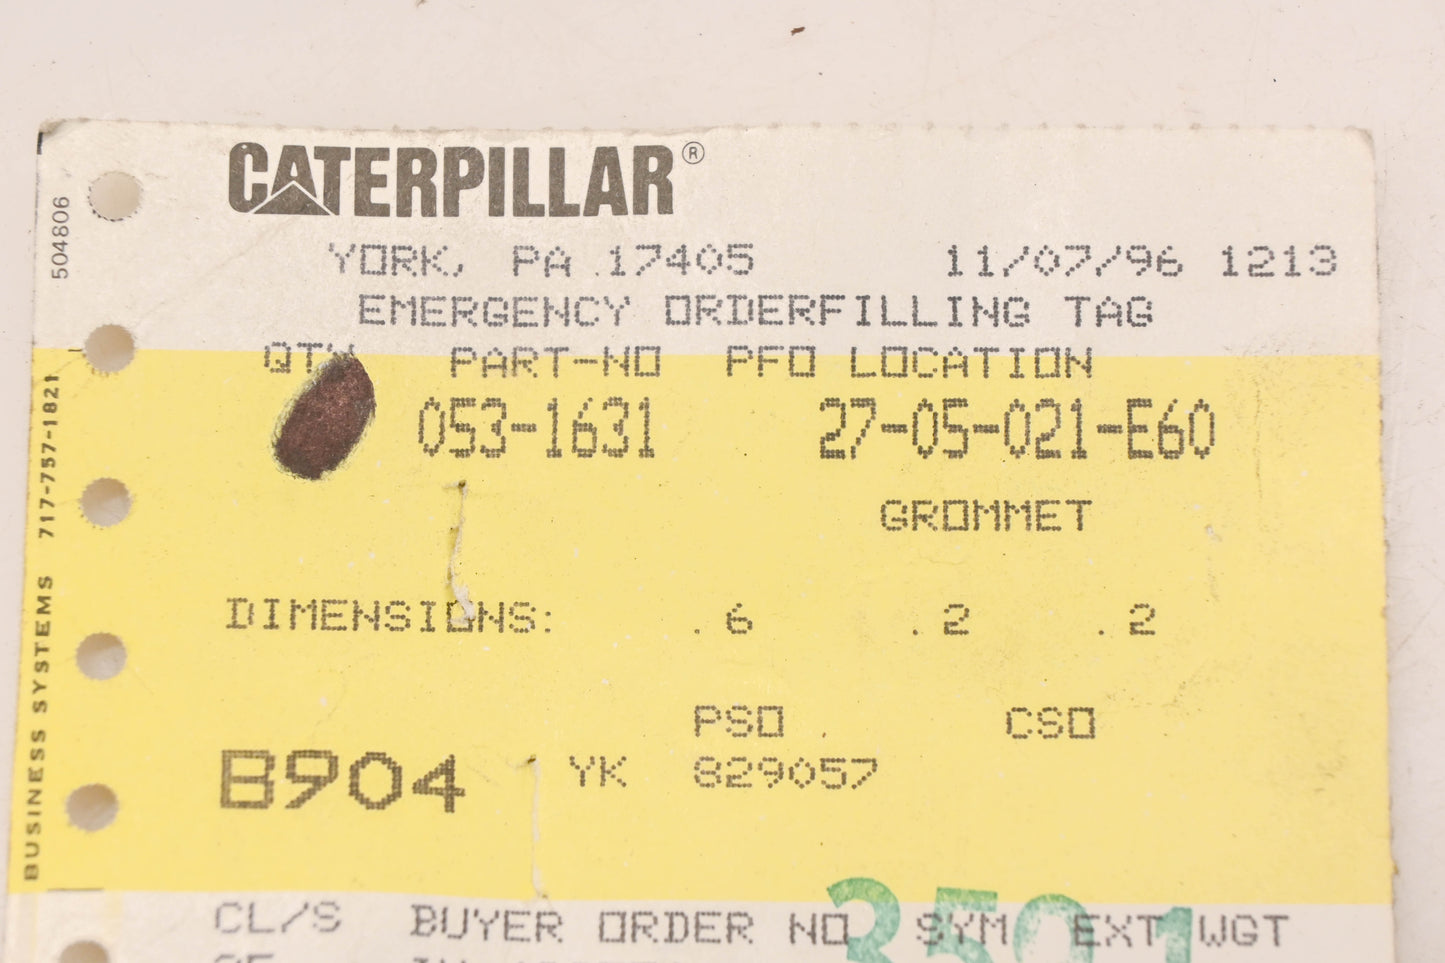 CATERPILLAR®
504806
YORK, PA 17405 11/07/96 1213
EMERGENCY ORDERFILLING TAG
QTY PART-NO PFO LOCATION
053-1631 27-05-021-E60
GROMMET
DIMENSIONS: .6 .2 .2
PSO CSO
B904 YK 829057
BUSINESS SYSTEMS 717-757-1821
CL/S BUYER ORDER NO SYM EXT WGT